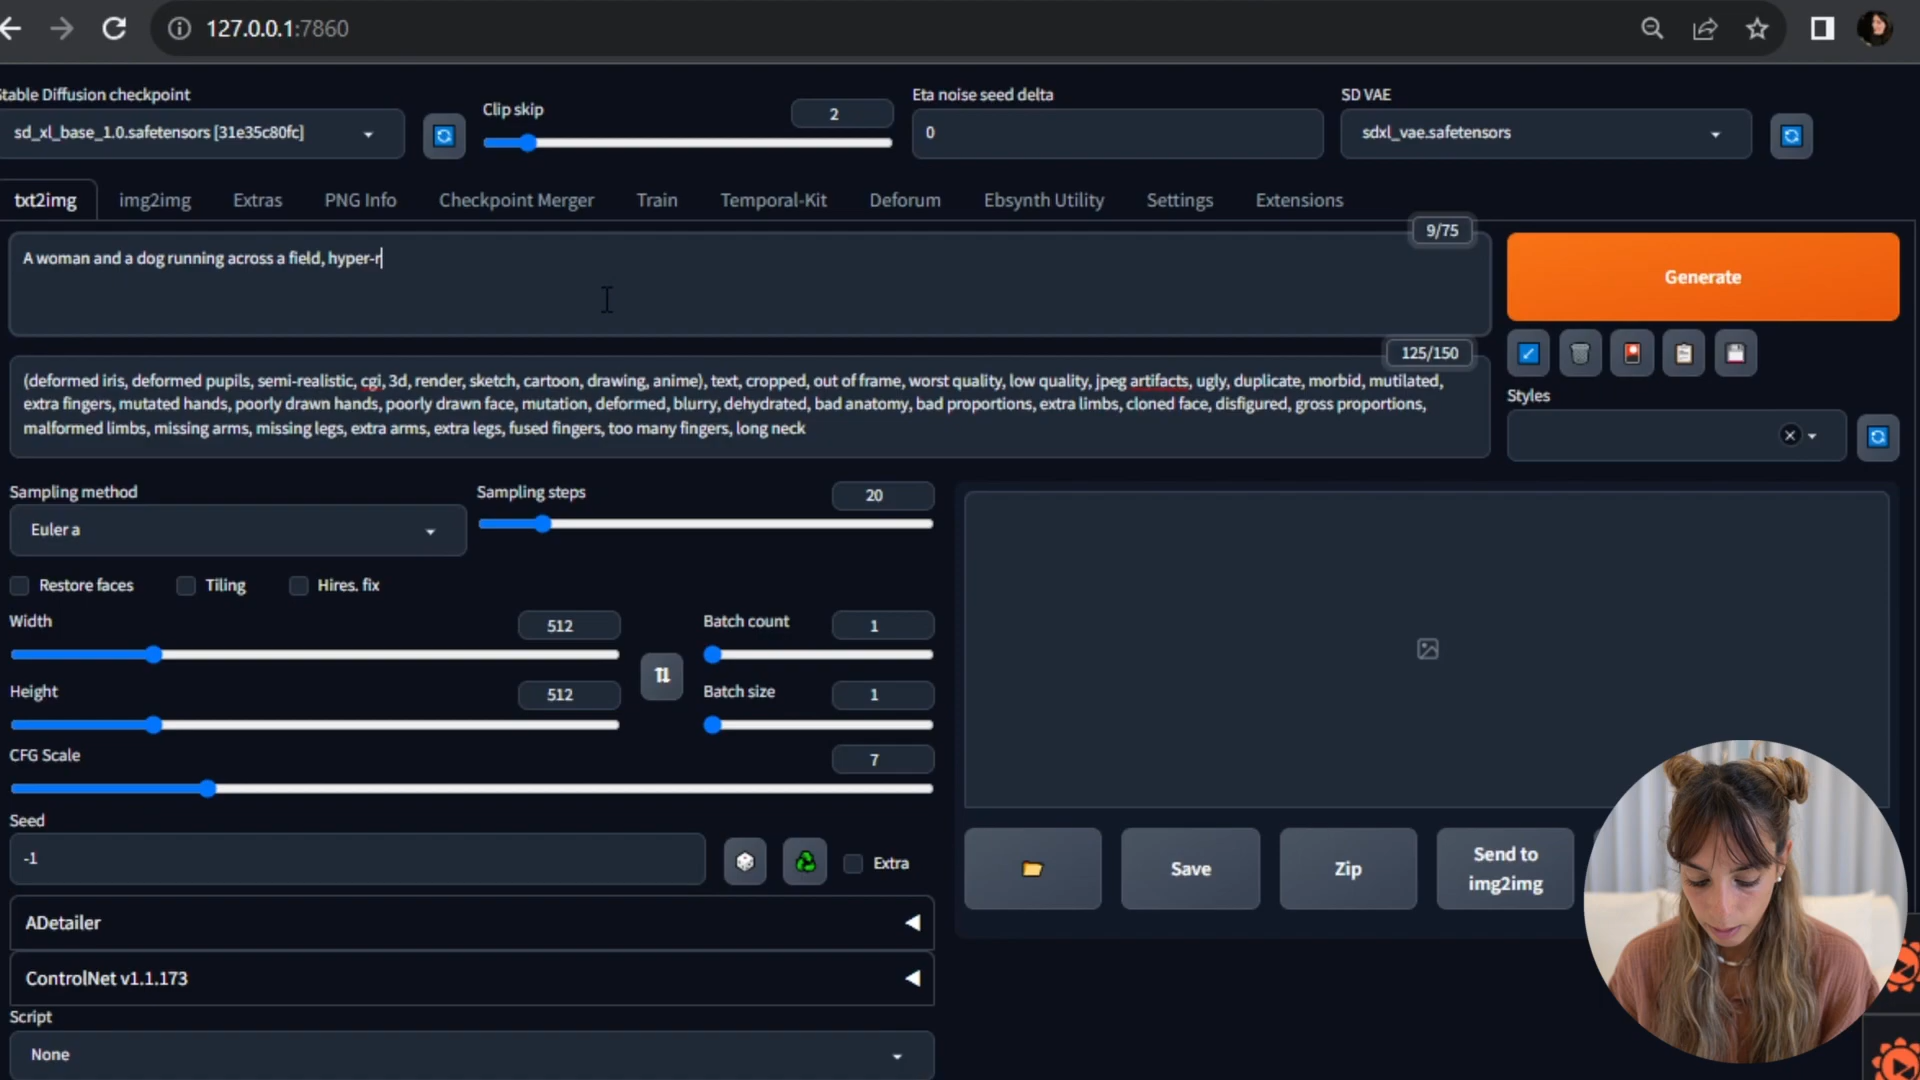 127.0.0.1:7860
Stable Diffusion checkpoint
Clip skip
2
Eta noise seed delta
SD VAE
sd_xl_base_1.0.safetensors [31e35c80fc]
0
sdxl_vae.safetensors
txt2img img2img Extras PNG Info Checkpoint Merger Train Temporal-Kit Deforum Ebsynth Utility Settings Extensions
9/75
A woman and a dog running across a field, hyper-r
Generate
125/150
(deformed iris, deformed pupils, semi-realistic, cgi, 3d, render, sketch, cartoon, drawing, anime), text, cropped, out of frame, worst quality, low quality, jpeg artifacts, ugly, duplicate, morbid, mutilated,
extra fingers, mutated hands, poorly drawn hands, poorly drawn face, mutation, deformed, blurry, dehydrated, bad anatomy, bad proportions, extra limbs, cloned face, disfigured, gross proportions,
malformed limbs, missing arms, missing legs, extra arms, extra legs, fused fingers, too many fingers, long neck
Styles
Sampling method
Euler a
Sampling steps
20
Restore faces Tiling Hires. fix
Width
512
Batch count
1
Height
512
Batch size
1
CFG Scale
7
Seed
-1
Extra
Save
Zip
Send to
img2img
ADetailer
ControlNet v1.1.173
Script
None